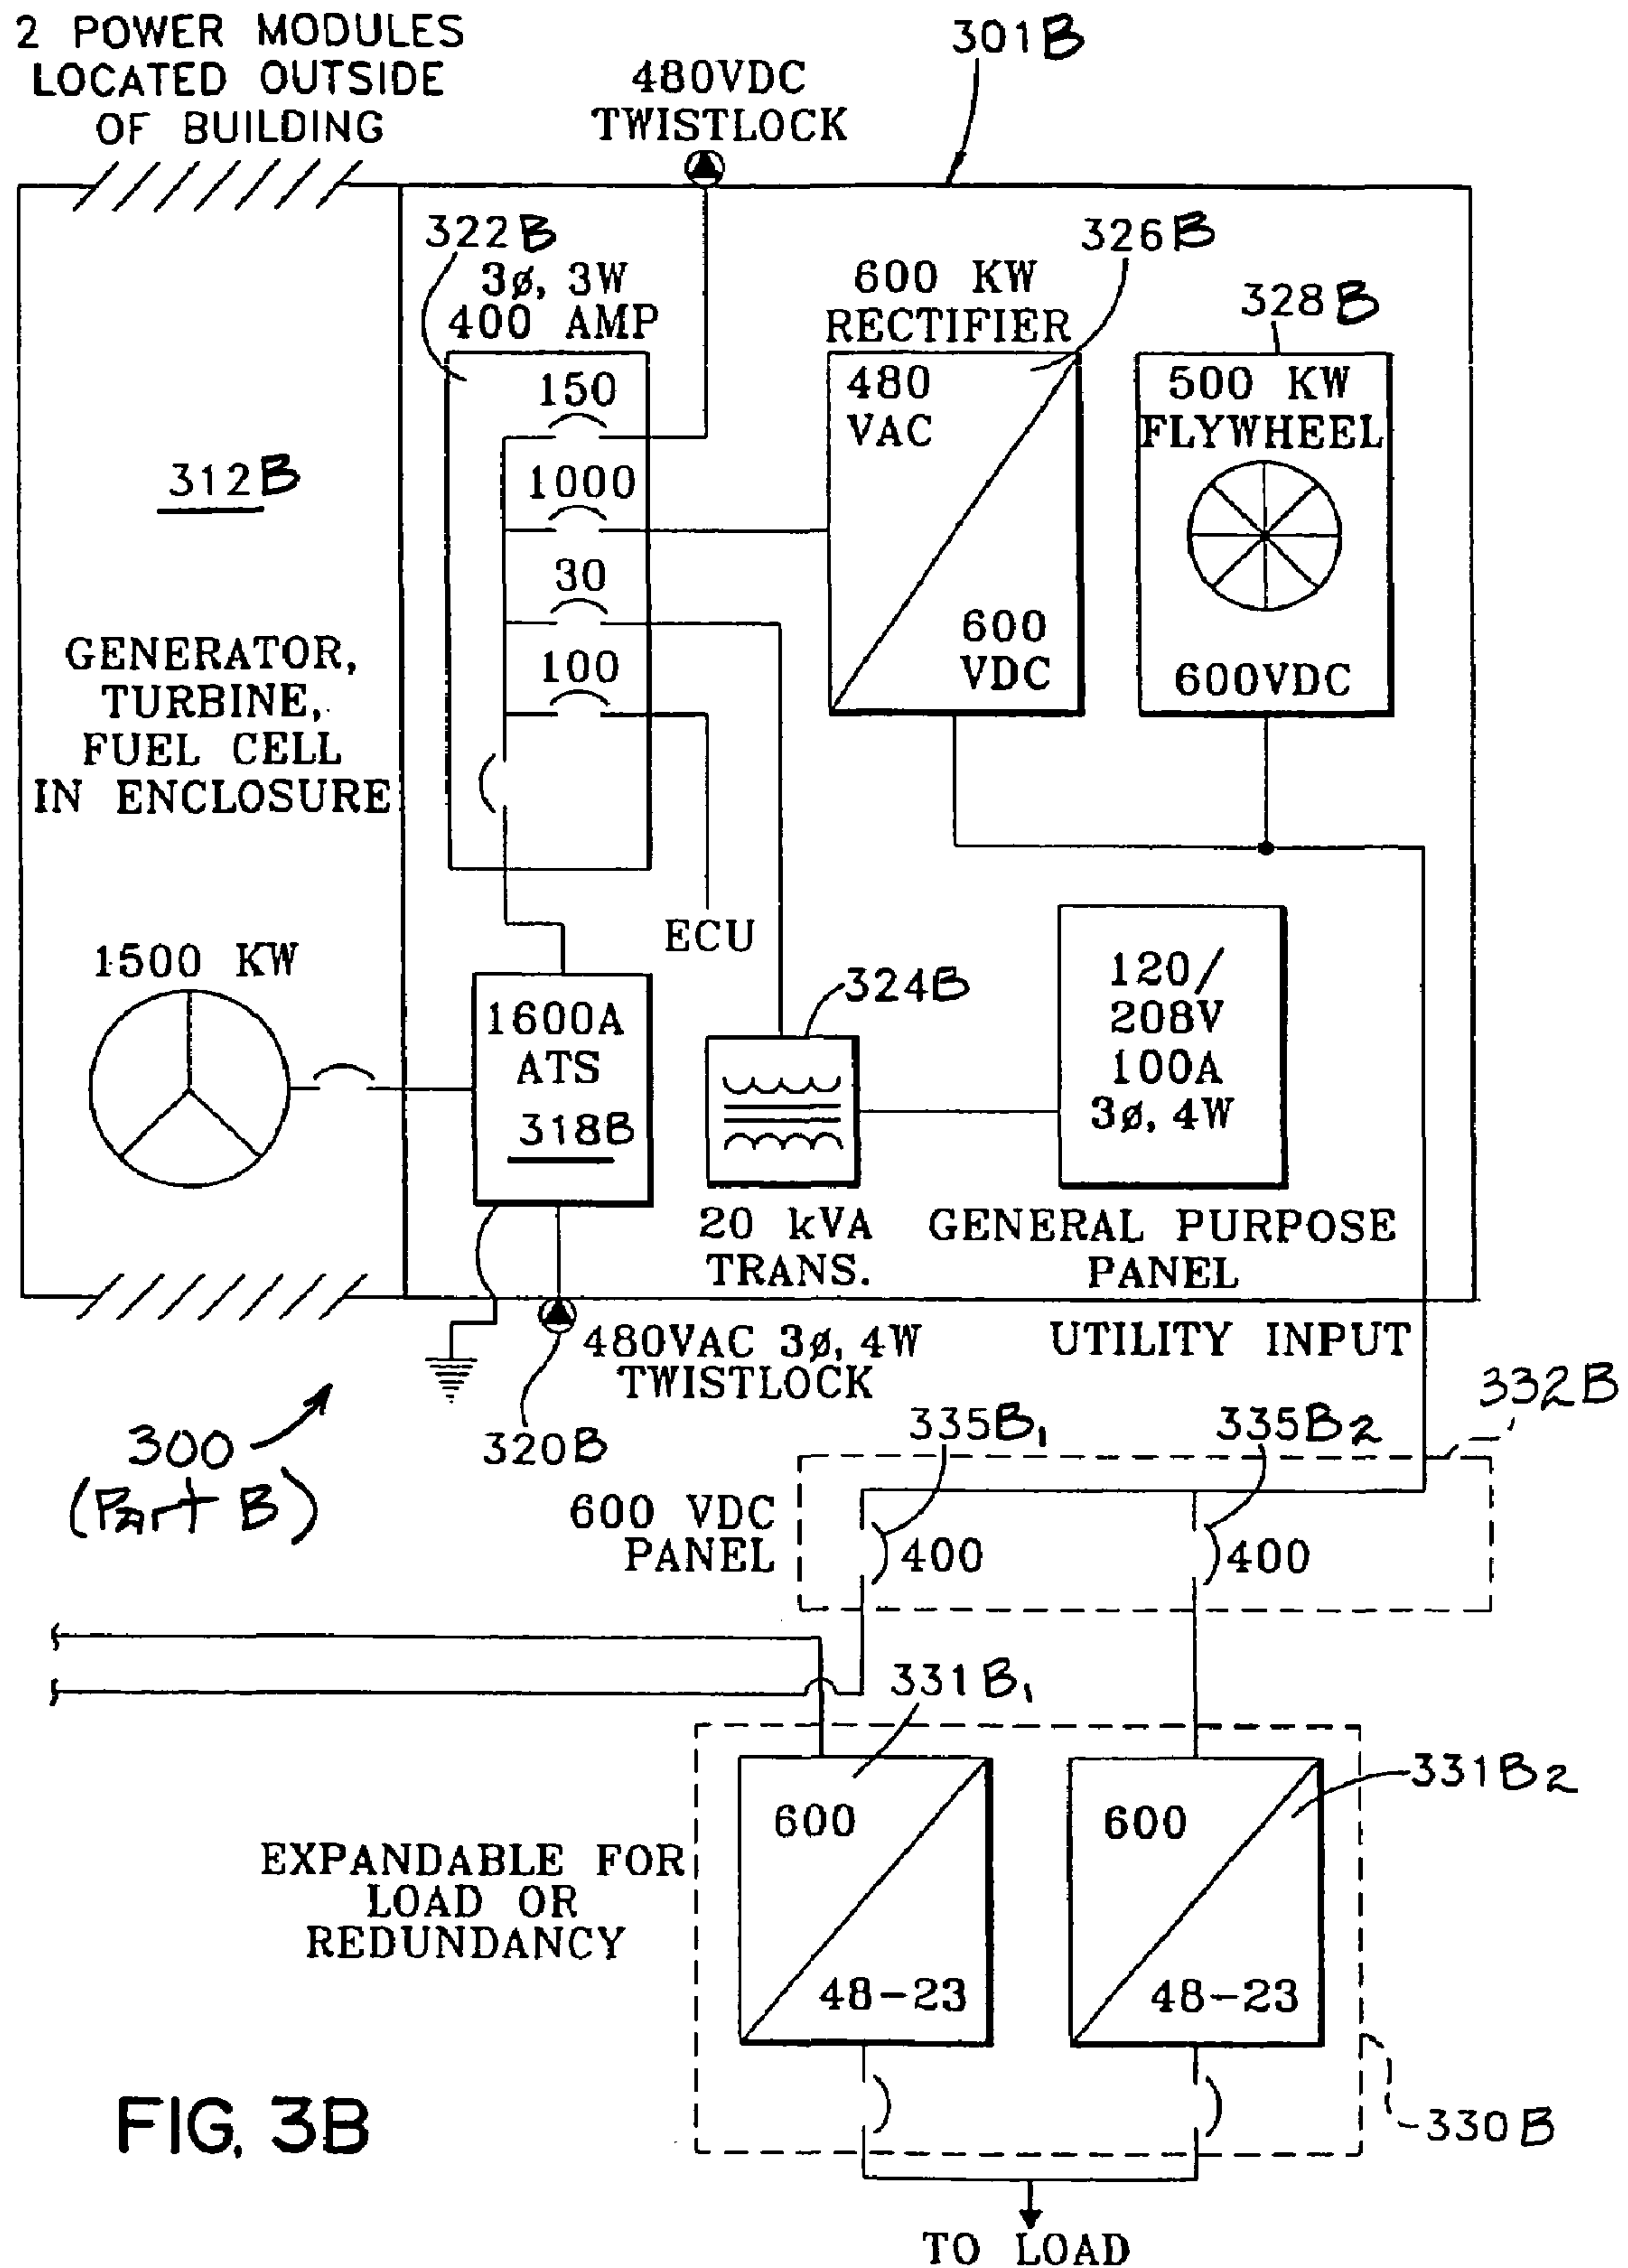 2 POWER MODULES
LOCATED OUTSIDE
OF BUILDING
480VDC
TWISTLOCK
301B
322B
3ø, 3W
400 AMP
150
1000
30
100
600 KW
RECTIFIER
326B
480
VAC
600
VDC
328B
500 KW
FLYWHEEL
600VDC
312B
GENERATOR,
TURBINE,
FUEL CELL
IN ENCLOSURE
1500 KW
ECU
1600A
ATS
318B
324B
20 kVA
TRANS.
120/
208V
100A
3ø, 4W
GENERAL PURPOSE
PANEL
480VAC 3ø, 4W
TWISTLOCK
UTILITY INPUT
320B
300
(Part B)
332B
335B1
335B2
600 VDC
PANEL
400
400
331B1
331B2
600
48-23
600
48-23
EXPANDABLE FOR
LOAD OR
REDUNDANCY
330B
TO LOAD
FIG. 3B